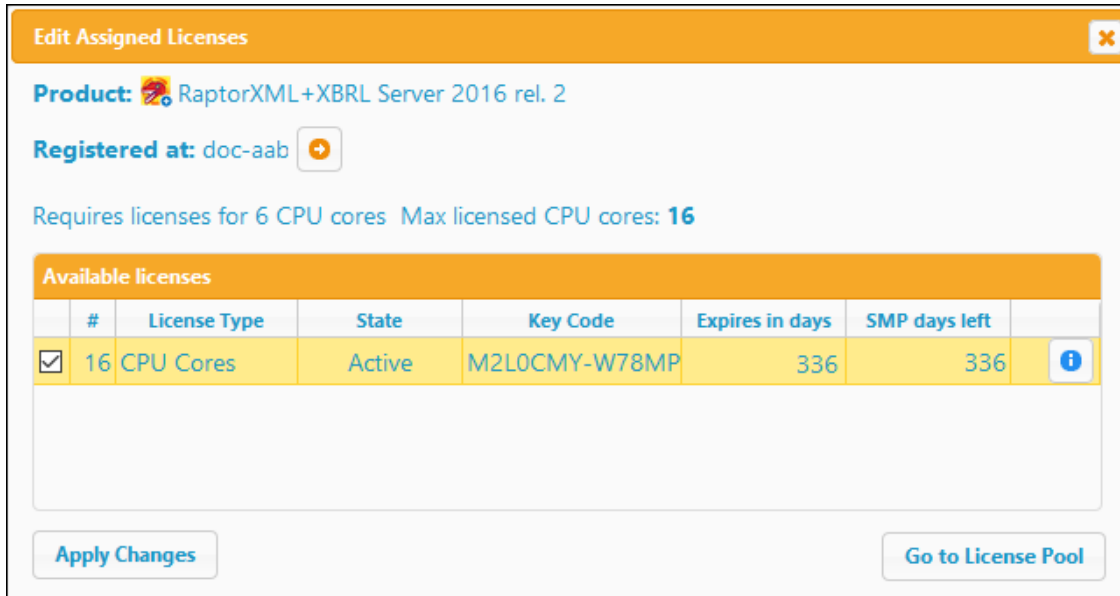 Edit Assigned Licenses
Product: RaptorXML+XBRL Server 2016 rel. 2
Registered at: doc-aab
Requires licenses for 6 CPU cores Max licensed CPU cores: 16
Available licenses
# License Type State Key Code Expires in days SMP days left
16 CPU Cores Active M2L0CMY-W78MP 336 336
Apply Changes Go to License Pool